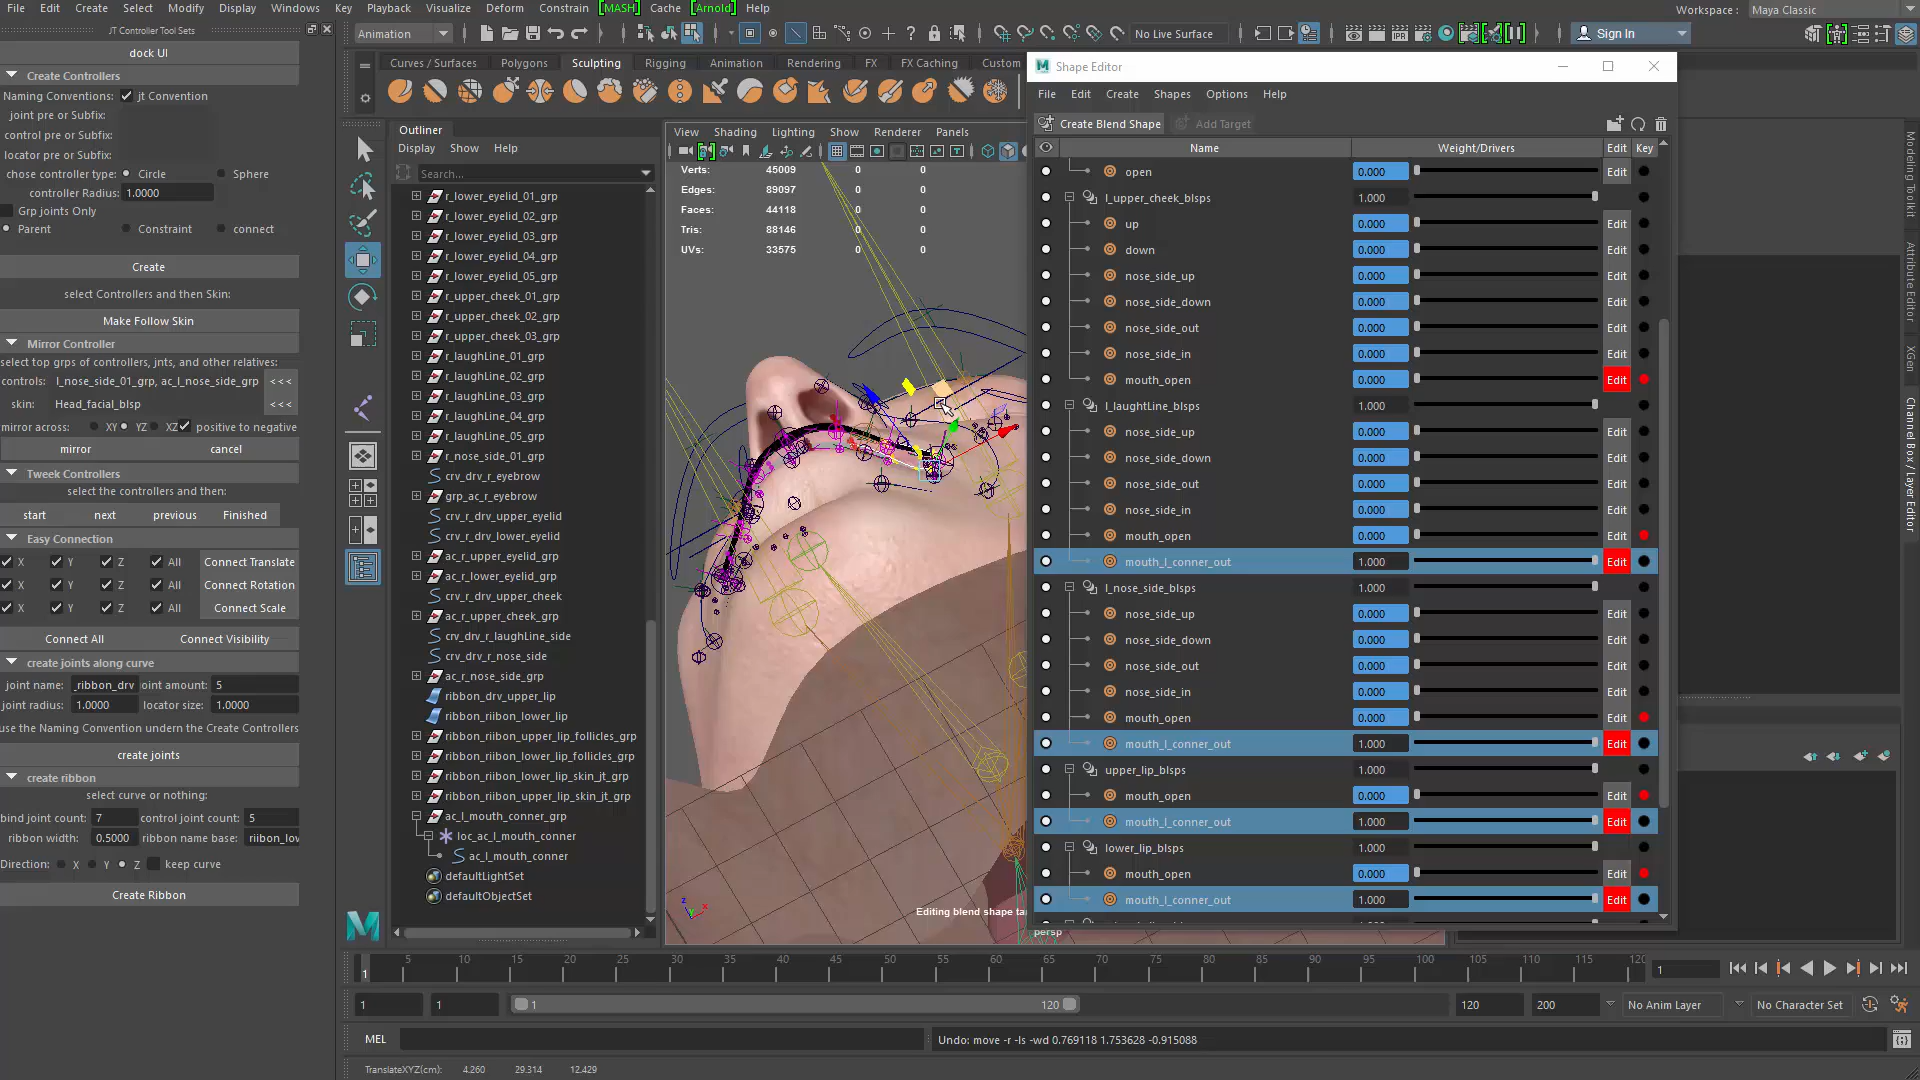 File Edit Create Select Modify Display Windows Key Playback Visualize Deform Constrain [MASH] Cache [Arnold] Help
Workspace : Maya Classic
JT Controller Tool Sets
dock UI
Create Controllers
Naming Conventions: jt Convention
joint pre or Subfix:
control pre or Subfix:
locator pre or Subfix:
chose controller type: Circle Sphere
controller Radius: 1.0000
Grp joints Only
Parent Constraint connect
Create
select Controllers and then Skin:
Make Follow Skin
Mirror Controller
select top grps of controllers, jnts, and other relatives:
controls: l_nose_side_01_grp, ac_l_nose_side_grp <<<
skin: Head_facial_blsp <<<
mirror across: XY YZ XZ positive to negative
mirror cancel
Tweek Controllers
select the controllers and then:
start next previous Finished
Easy Connection
X Y Z All Connect Translate
X Y Z All Connect Rotation
X Y Z All Connect Scale
Connect All Connect Visibility
create joints along curve
joint name: _ribbon_drv oint amount: 5
joint radius: 1.0000 locator size: 1.0000
use the Naming Convention undern the Create Controllers
create joints
create ribbon
select curve or nothing:
bind joint count: 7 control joint count: 5
ribbon width: 0.5000 ribbon name base: riibon_lov
Direction: X Y Z keep curve
Create Ribbon
Animation
No Live Surface
Sign In
Curves / Surfaces Polygons Sculpting Rigging Animation Rendering FX FX Caching Custom
Outliner
Display Show Help
Search...
r_lower_eyelid_01_grp
r_lower_eyelid_02_grp
r_lower_eyelid_03_grp
r_lower_eyelid_04_grp
r_lower_eyelid_05_grp
r_upper_cheek_01_grp
r_upper_cheek_02_grp
r_upper_cheek_03_grp
r_laughLine_01_grp
r_laughLine_02_grp
r_laughLine_03_grp
r_laughLine_04_grp
r_laughLine_05_grp
r_nose_side_01_grp
crv_drv_r_eyebrow
grp_ac_r_eyebrow
crv_r_drv_upper_eyelid
crv_r_drv_lower_eyelid
ac_r_upper_eyelid_grp
ac_r_lower_eyelid_grp
crv_drv_r_upper_cheek
ac_r_upper_cheek_grp
crv_drv_r_laughLine_side
crv_drv_r_nose_side
ac_r_nose_side_grp
ribbon_drv_upper_lip
ribbon_riibon_lower_lip
ribbon_riibon_upper_lip_follicles_grp
ribbon_riibon_lower_lip_follicles_grp
ribbon_riibon_lower_lip_skin_jt_grp
ribbon_riibon_upper_lip_skin_jt_grp
ac_l_mouth_conner_grp
loc_ac_l_mouth_conner
ac_l_mouth_conner
defaultLightSet
defaultObjectSet
View Shading Lighting Show Renderer Panels
Verts: 45009 0 0
Edges: 89097 0 0
Faces: 44118 0 0
Tris: 88146 0 0
UVs: 33575 0 0
Editing blend shape ta
persp
Shape Editor
File Edit Create Shapes Options Help
Create Blend Shape Add Target
Name Weight/Drivers Edit Key
open 0.000 Edit
l_upper_cheek_blsps 1.000
up 0.000 Edit
down 0.000 Edit
nose_side_up 0.000 Edit
nose_side_down 0.000 Edit
nose_side_out 0.000 Edit
nose_side_in 0.000 Edit
mouth_open 0.000 Edit
l_laughtLine_blsps 1.000
nose_side_up 0.000 Edit
nose_side_down 0.000 Edit
nose_side_out 0.000 Edit
nose_side_in 0.000 Edit
mouth_open 0.000 Edit
mouth_l_conner_out 1.000 Edit
l_nose_side_blsps 1.000
nose_side_up 0.000 Edit
nose_side_down 0.000 Edit
nose_side_out 0.000 Edit
nose_side_in 0.000 Edit
mouth_open 0.000 Edit
mouth_l_conner_out 1.000 Edit
upper_lip_blsps 1.000
mouth_open 0.000 Edit
mouth_l_conner_out 1.000 Edit
lower_lip_blsps 1.000
mouth_open 0.000 Edit
mouth_l_conner_out 1.000 Edit
Modeling Toolkit
Attribute Editor
XGen
Channel Box / Layer Editor
1 5 10 15 20 25 30 35 40 45 50 55 60 65 70 75 80 85 90 95 100 105 110 115 120
1
1 1 1 120 120 200 No Anim Layer No Character Set
MEL Undo: move -r -ls -wd 0.769118 1.753628 -0.915088
TranslateXYZ(cm): 4.260 29.314 12.429